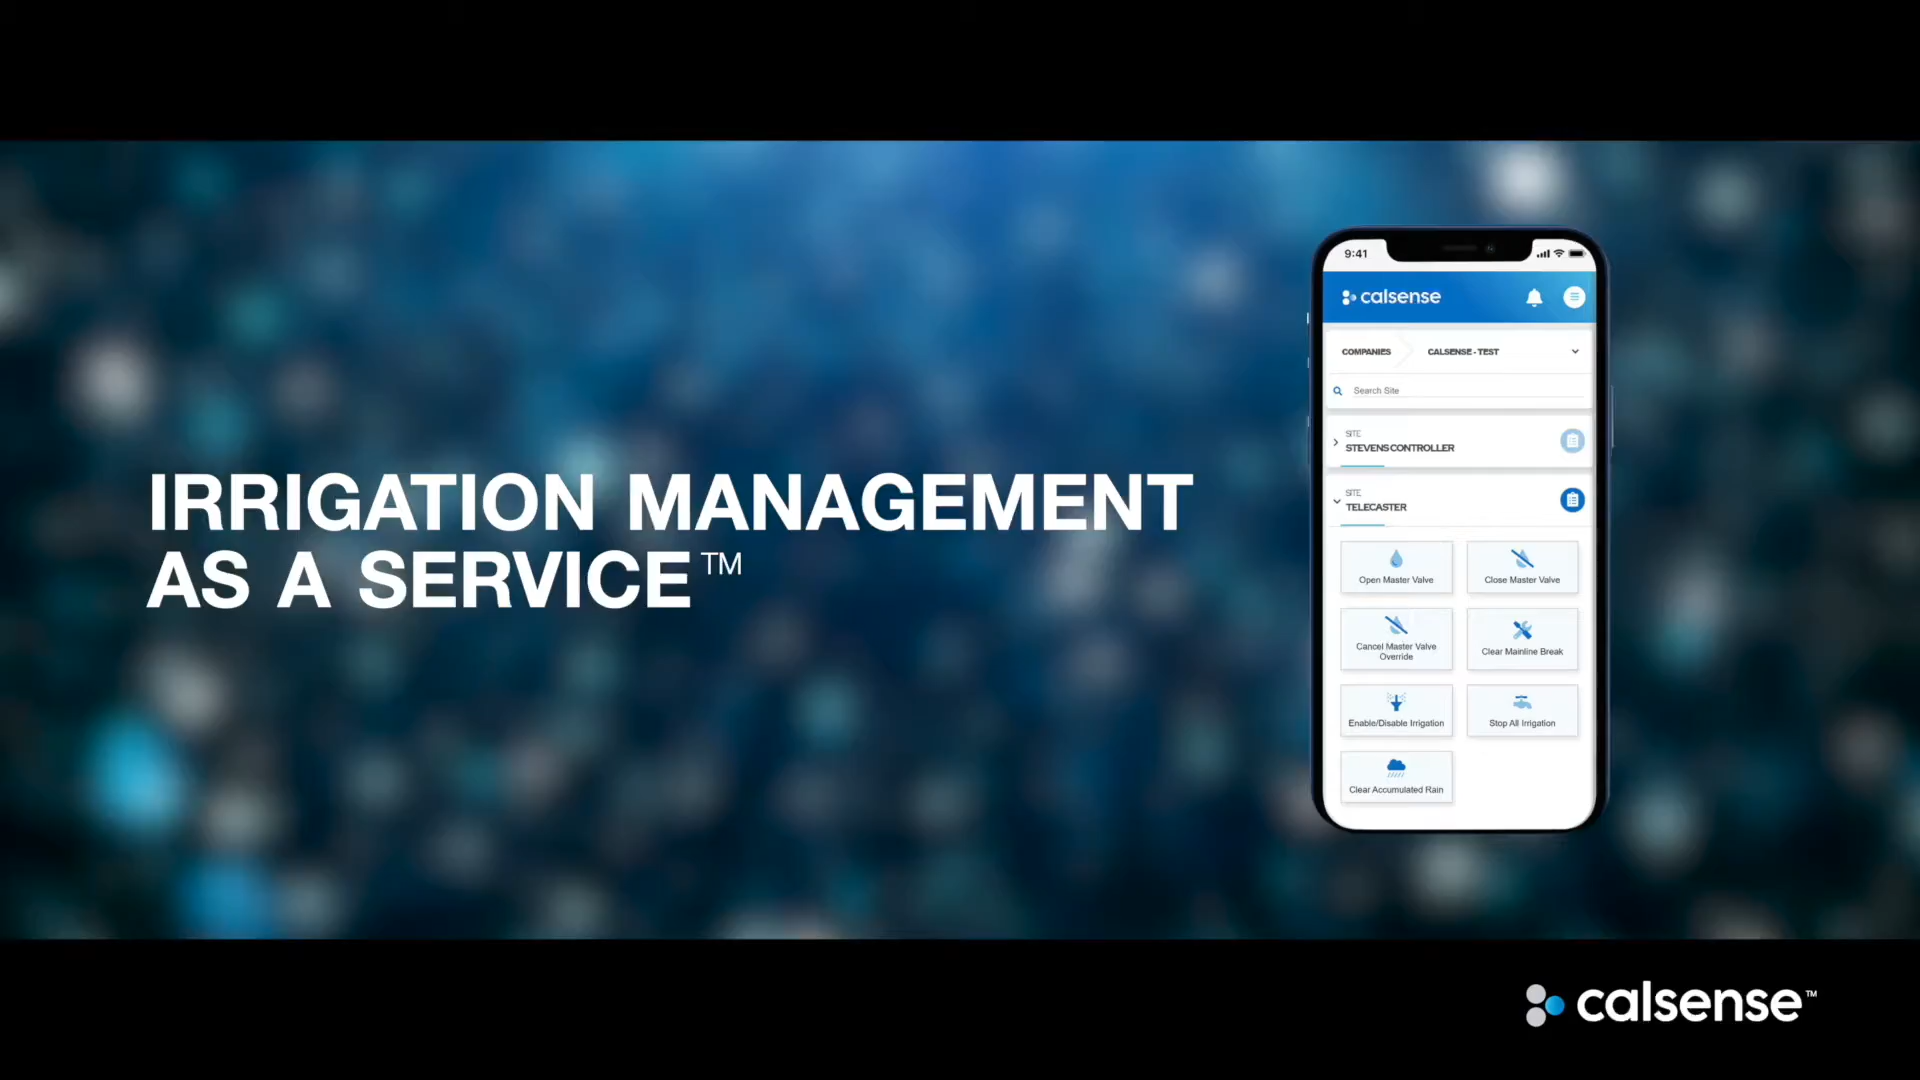 IRRIGATION MANAGEMENT
AS A SERVICE™
9:41
calsense
COMPANIES CALSENSE - TEST
Search Site
SITE
STEVENS CONTROLLER
SITE
TELECASTER
Open Master Valve
Close Master Valve
Cancel Master Valve
Override
Clear Mainline Break
Enable/Disable Irrigation
Stop All Irrigation
Clear Accumulated Rain
calsense™